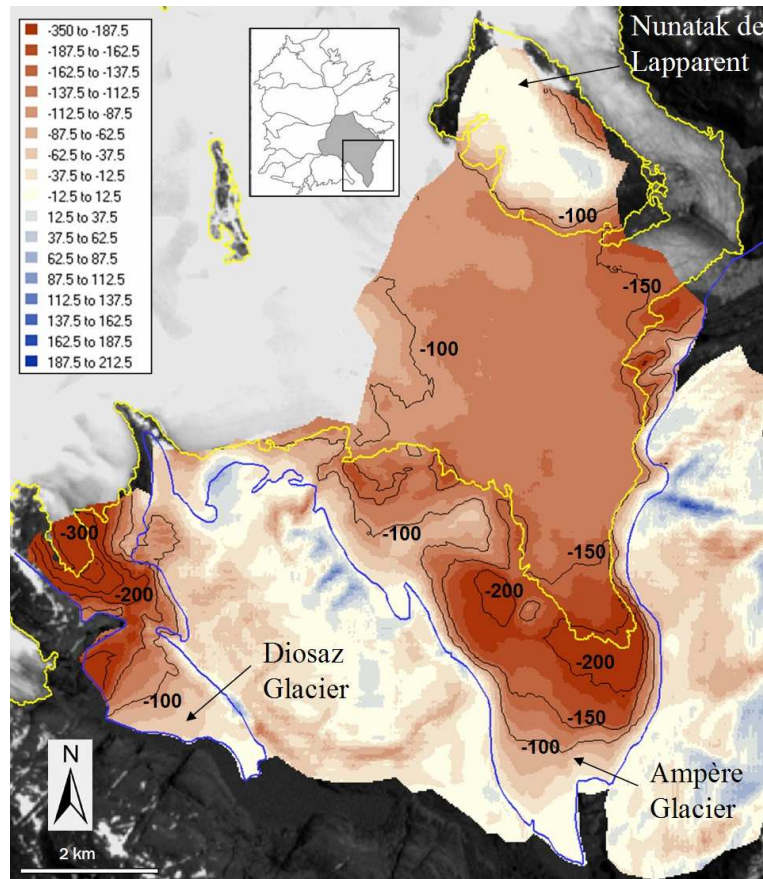 -350 to -187.5
-187.5 to -162.5
-162.5 to -137.5
-137.5 to -112.5
-112.5 to -87.5
-87.5 to -62.5
-62.5 to -37.5
-37.5 to -12.5
-12.5 to 12.5
12.5 to 37.5
37.5 to 62.5
62.5 to 87.5
87.5 to 112.5
112.5 to 137.5
137.5 to 162.5
162.5 to 187.5
187.5 to 212.5
Nunatak de
Lapparent
-100
-150
-100
-100
-300
-200
-150
-200
-200
-100
-150
-100
Diosaz
Glacier
Ampère
Glacier
N
2 km